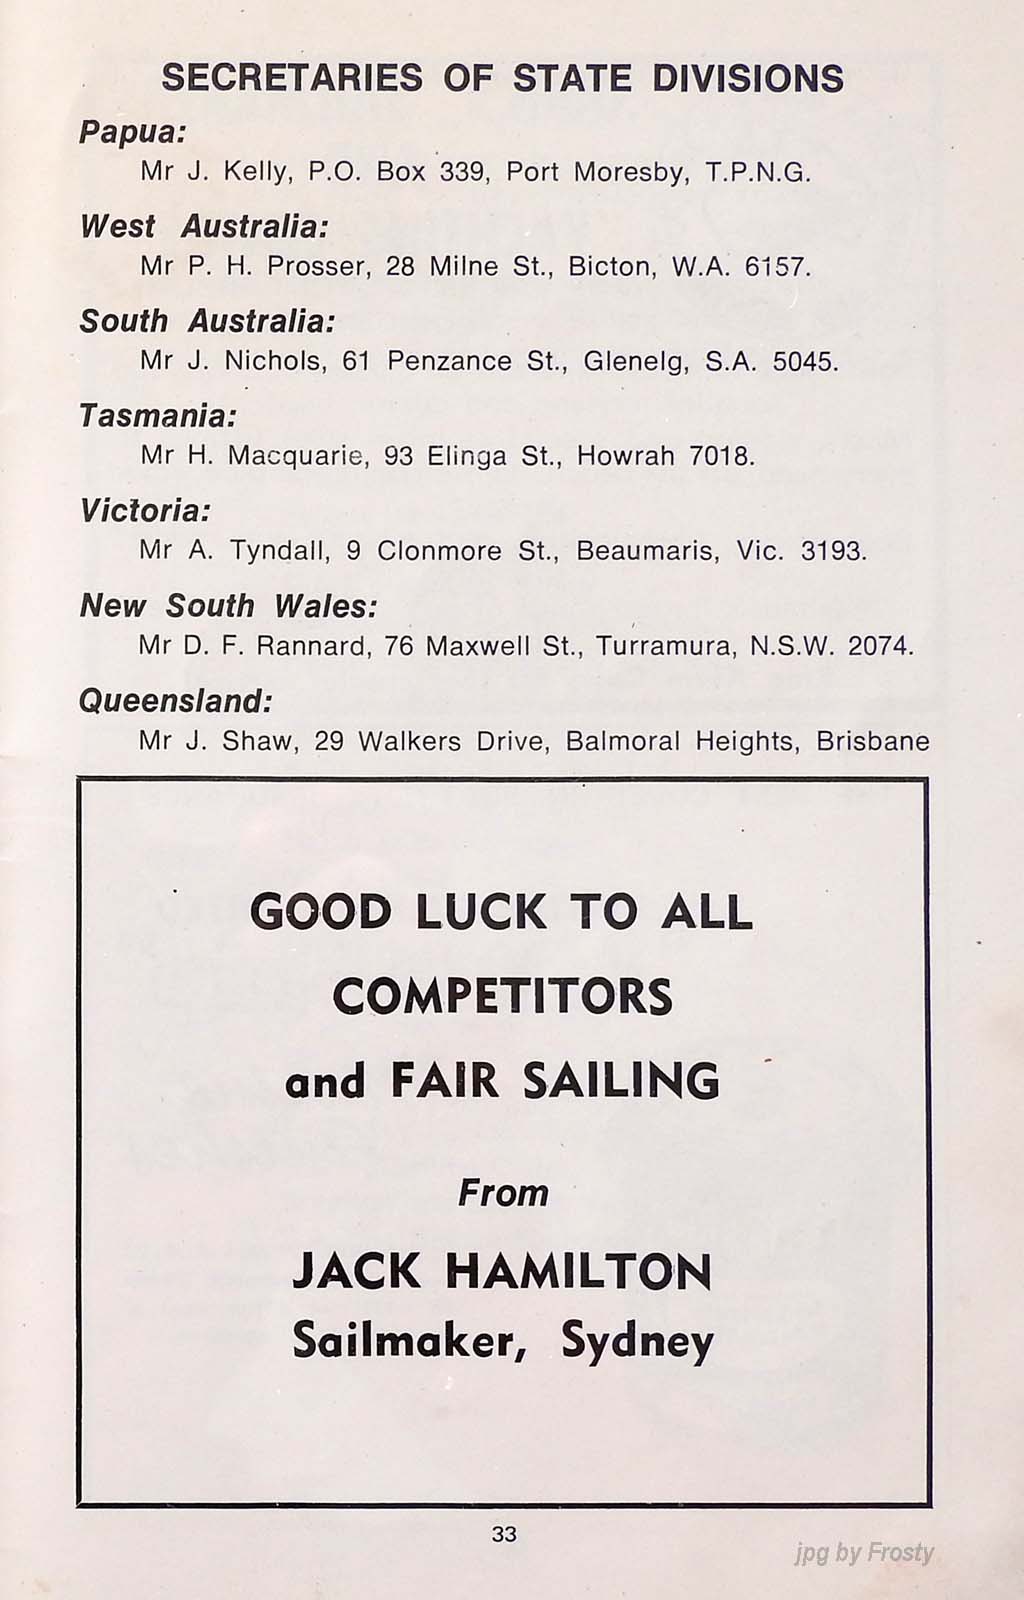 SECRETARIES OF STATE DIVISIONS
Papua:
Mr J. Kelly, P.O. Box 339, Port Moresby, T.P.N.G.
West Australia:
Mr P. H. Prosser, 28 Milne St., Bicton, W.A. 6157.
South Australia:
Mr J. Nichols, 61 Penzance St., Glenelg, S.A. 5045.
Tasmania:
Mr H. Macquarie, 93 Elinga St., Howrah 7018.
Victoria:
Mr A. Tyndall, 9 Clonmore St., Beaumaris, Vic. 3193.
New South Wales:
Mr D. F. Rannard, 76 Maxwell St., Turramura, N.S.W. 2074.
Queensland:
Mr J. Shaw, 29 Walkers Drive, Balmoral Heights, Brisbane
GOOD LUCK TO ALL
COMPETITORS
and FAIR SAILING
From
JACK HAMILTON
Sailmaker, Sydney
33
jpg by Frosty